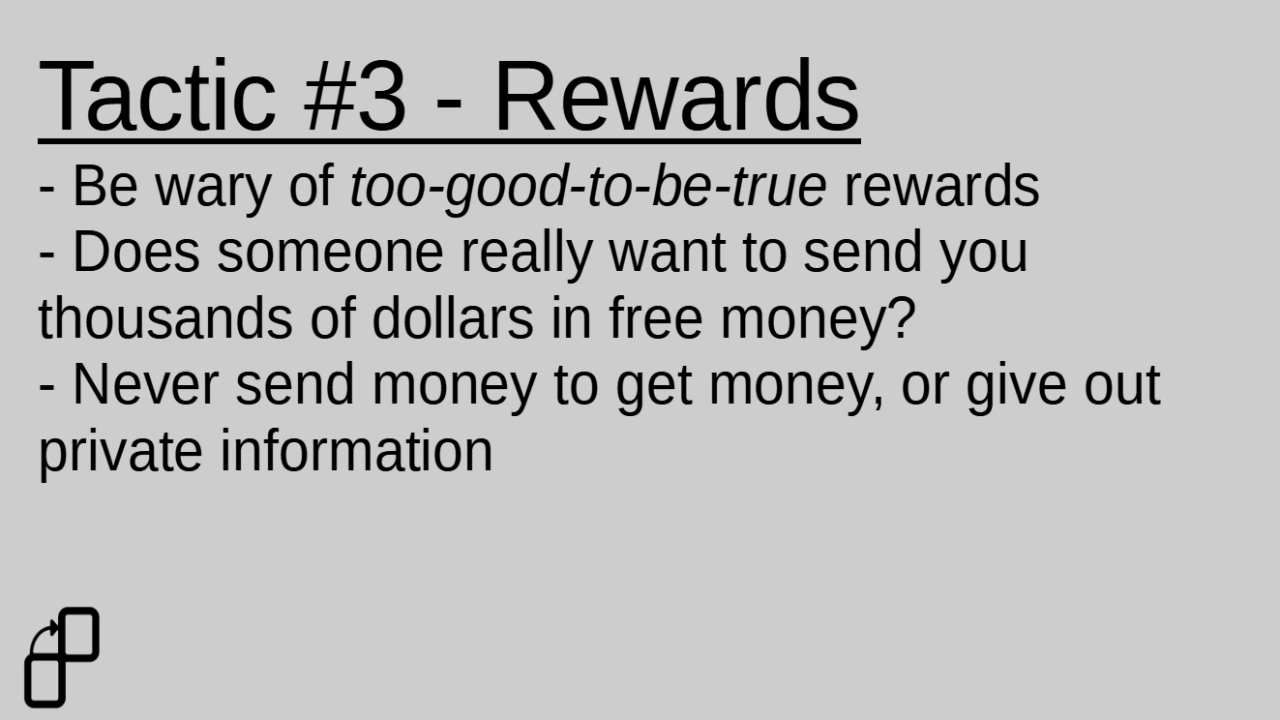 Tactic #3 - Rewards
- Be wary of too-good-to-be-true rewards
- Does someone really want to send you
thousands of dollars in free money?
- Never send money to get money, or give out
private information